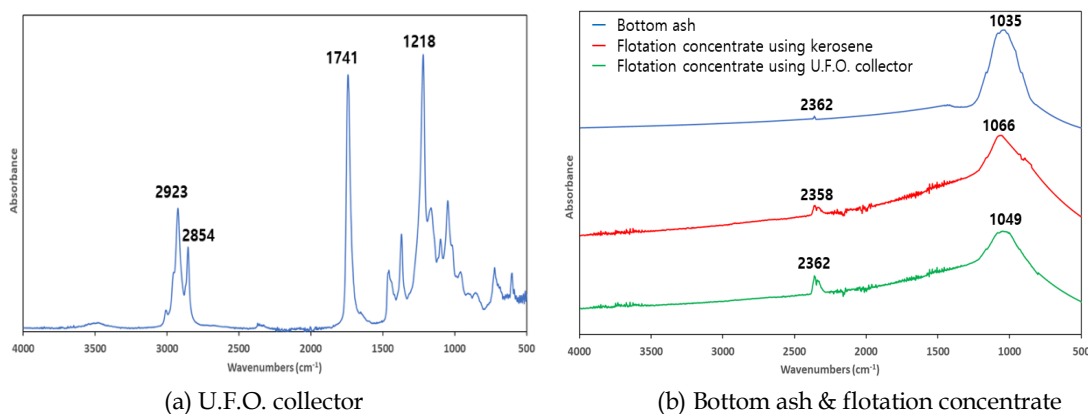 1741
1218
2923
2854
Absorbance
4000
3500
3000
2500
2000
1500
1000
500
Wavenumbers (cm⁻¹)
(a) U.F.O. collector
Bottom ash
Flotation concentrate using kerosene
Flotation concentrate using U.F.O. collector
1035
2362
1066
2358
1049
2362
Absorbance
4000
3500
3000
2500
2000
1500
1000
500
Wavenumbers (cm⁻¹)
(b) Bottom ash & flotation concentrate